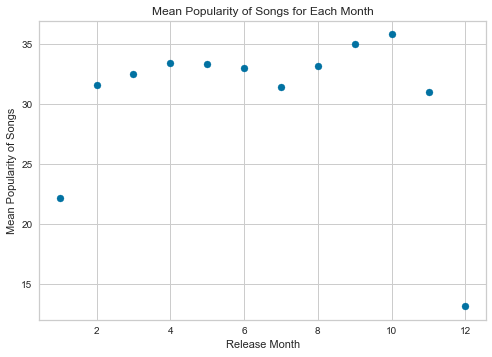 Mean Popularity of Songs for Each Month
Mean Popularity of Songs
35
30
25
20
15
2 4 6 8 10 12
Release Month